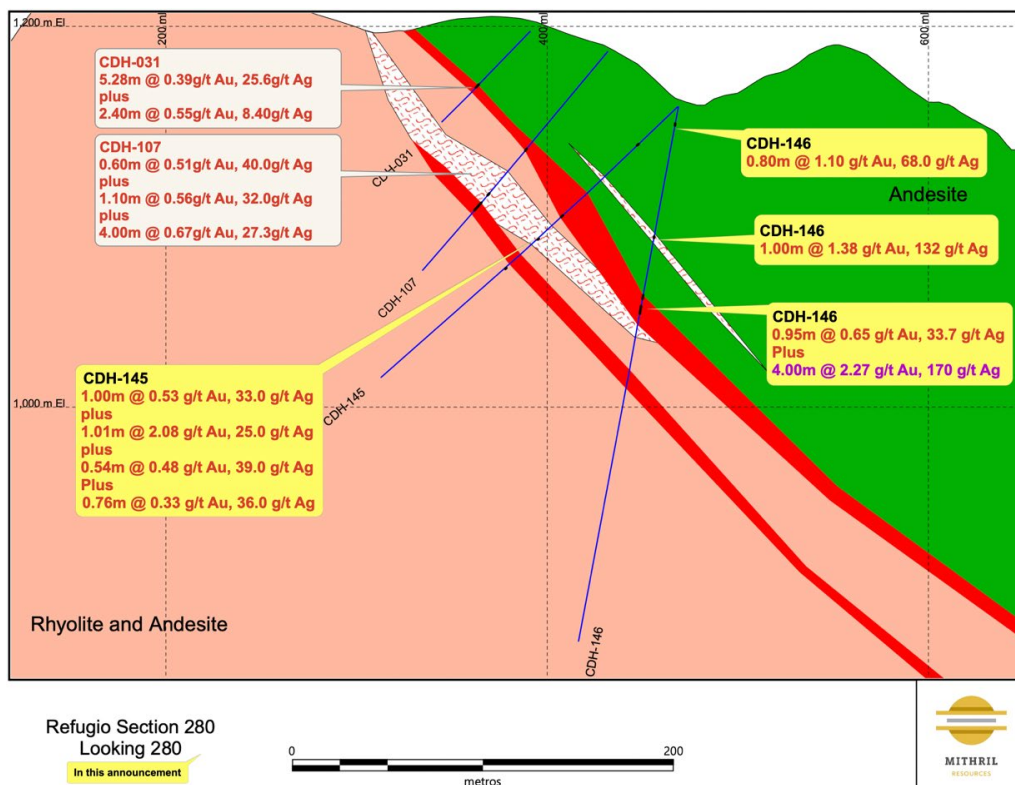 1,200 m.El
200 ml
400 ml
600 ml
CDH-031
5.28m @ 0.39g/t Au, 25.6g/t Ag
plus
2.40m @ 0.55g/t Au, 8.40g/t Ag
CDH-107
0.60m @ 0.51g/t Au, 40.0g/t Ag
plus
1.10m @ 0.56g/t Au, 32.0g/t Ag
plus
4.00m @ 0.67g/t Au, 27.3g/t Ag
CDH-031
CDH-146
0.80m @ 1.10 g/t Au, 68.0 g/t Ag
Andesite
CDH-146
1.00m @ 1.38 g/t Au, 132 g/t Ag
CDH-107
CDH-146
0.95m @ 0.65 g/t Au, 33.7 g/t Ag
Plus
4.00m @ 2.27 g/t Au, 170 g/t Ag
CDH-145
1.00m @ 0.53 g/t Au, 33.0 g/t Ag
plus
1.01m @ 2.08 g/t Au, 25.0 g/t Ag
plus
0.54m @ 0.48 g/t Au, 39.0 g/t Ag
Plus
0.76m @ 0.33 g/t Au, 36.0 g/t Ag
CDH-145
1,000 m.El
Rhyolite and Andesite
CDH-146
Refugio Section 280
Looking 280
In this announcement
0
200
metros
MITHRIL
RESOURCES